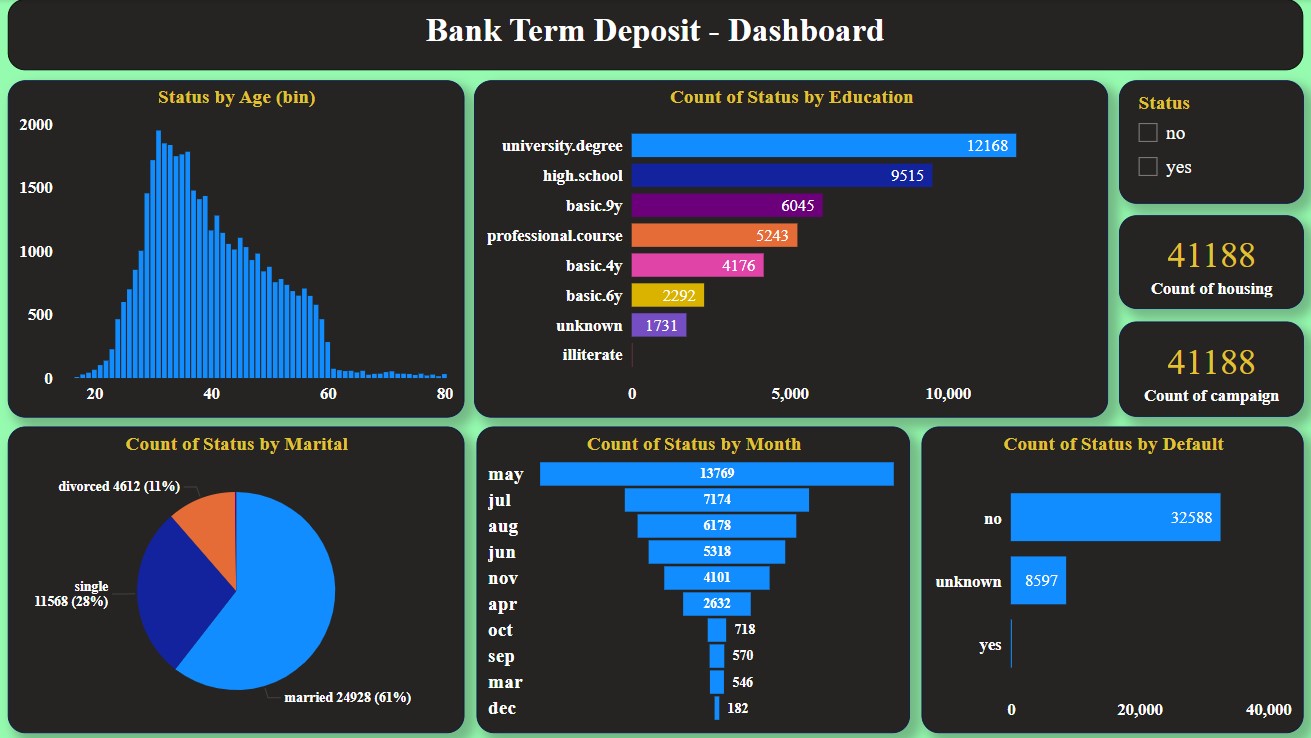 Bank Term Deposit - Dashboard
Status by Age (bin)
2000
1500
1000
500
0
20 40 60 80
Count of Status by Education
university.degree 12168
high.school 9515
basic.9y 6045
professional.course 5243
basic.4y 4176
basic.6y 2292
unknown 1731
illiterate
0 5,000 10,000
Status
no
yes
41188
Count of housing
41188
Count of campaign
Count of Status by Marital
divorced 4612 (11%)
single
11568 (28%)
married 24928 (61%)
Count of Status by Month
may 13769
jul 7174
aug 6178
jun 5318
nov 4101
apr 2632
oct 718
sep 570
mar 546
dec 182
Count of Status by Default
no 32588
unknown 8597
yes
0 20,000 40,000